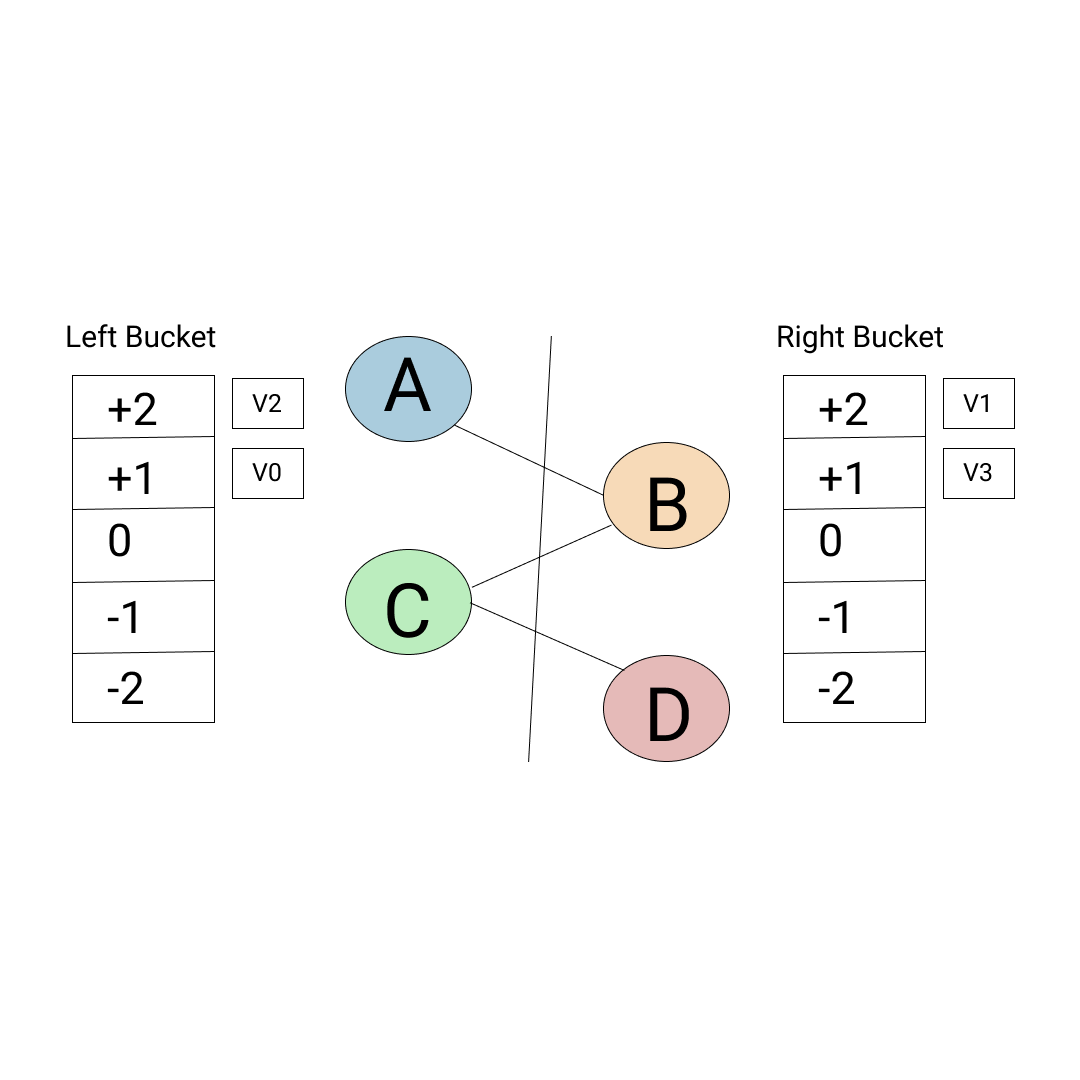 Left Bucket
Right Bucket
+2
V2
A
+2
V1
+1
V0
B
+1
V3
0
0
-1
C
-1
-2
D
-2